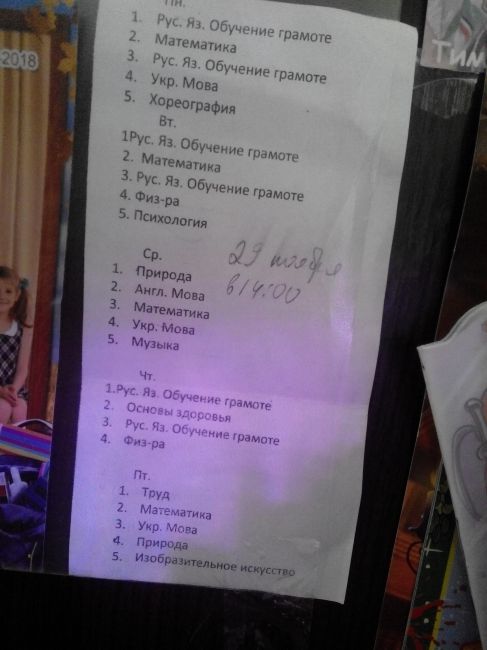 Пн.
1. Рус. Яз. Обучение грамоте
2. Математика
3. Рус. Яз. Обучение грамоте
4. Укр. Мова
5. Хореография
Вт.
1Рус. Яз. Обучение грамоте
2. Математика
3. Рус. Яз. Обучение грамоте
4. Физ-ра
5. Психология
Ср.
1. Природа
2. Англ. Мова
3. Математика
4. Укр. Мова
5. Музыка
29 ноября
в 14:00
Чт.
1.Рус. Яз. Обучение грамоте
2. Основы здоровья
3. Рус. Яз. Обучение грамоте
4. Физ-ра
Пт.
1. Труд
2. Математика
3. Укр. Мова
4. Природа
5. Изобразительное искусство
-2018
Тим